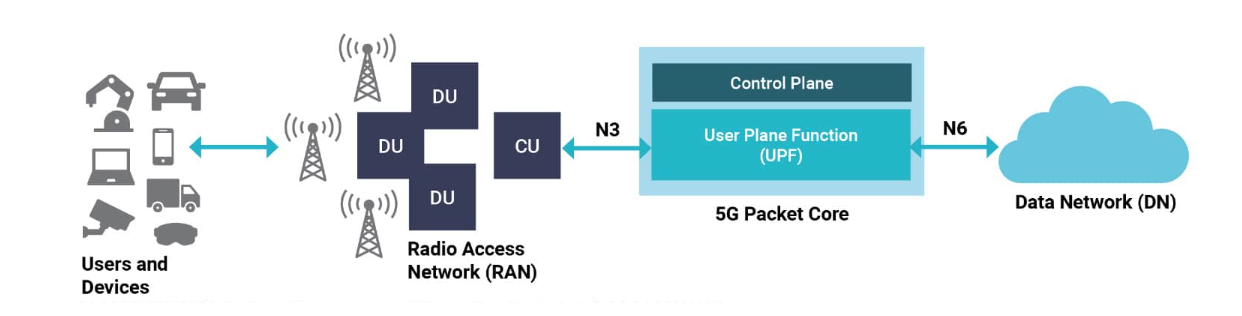 DU
DU
DU
CU
Radio Access
Network (RAN)
Users and
Devices
N3
Control Plane
User Plane Function
(UPF)
5G Packet Core
N6
Data Network (DN)